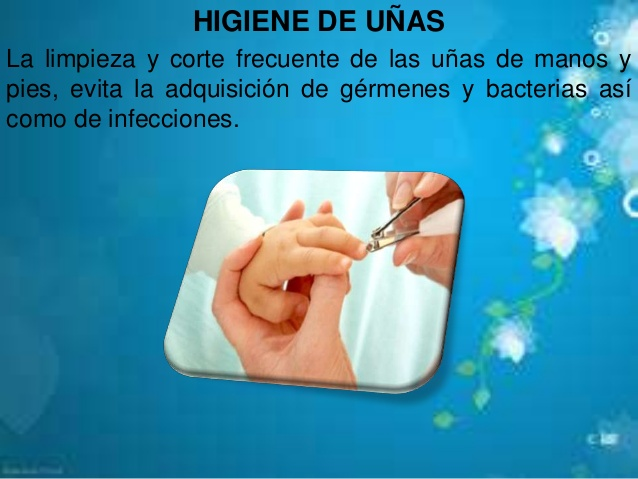 HIGIENE DE UÑAS
La limpieza y corte frecuente de las uñas de manos y
pies, evita la adquisición de gérmenes y bacterias así
como de infecciones.